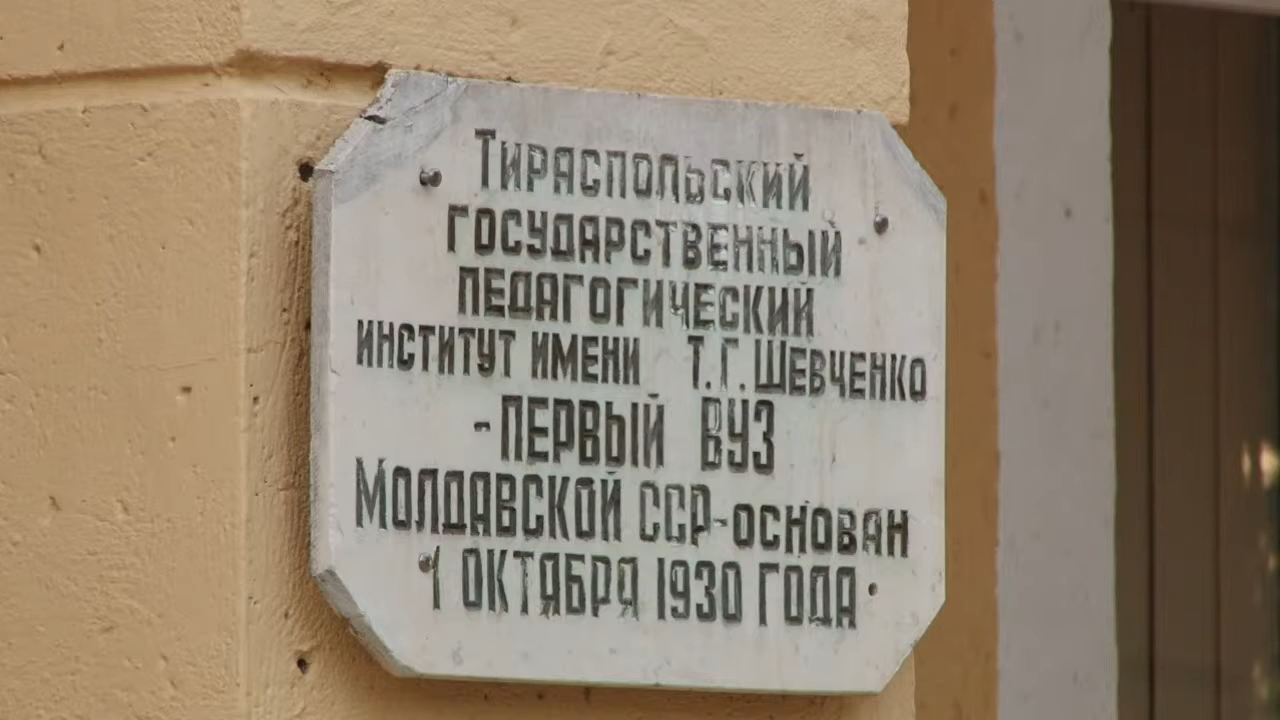 Тираспольский
государственный
педагогический
институт имени Т.Г.Шевченко
-первый ВУЗ
Молдавской ССР-основан
1 октября 1930 года